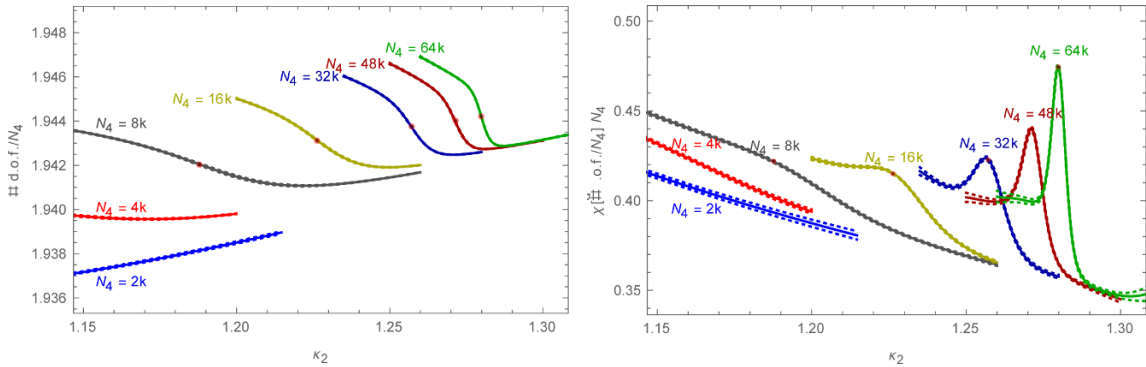 1.948
1.946
1.944
1.942
1.940
1.938
1.936
# d.o.f./N4
N4 = 64k
N4 = 48k
N4 = 32k
N4 = 16k
N4 = 8k
N4 = 4k
N4 = 2k
1.15
1.20
1.25
1.30
κ2
0.50
0.45
0.40
0.35
χ[# .o.f./N4] N4
N4 = 64k
N4 = 48k
N4 = 32k
N4 = 16k
N4 = 8k
N4 = 4k
N4 = 2k
1.15
1.20
1.25
1.30
κ2